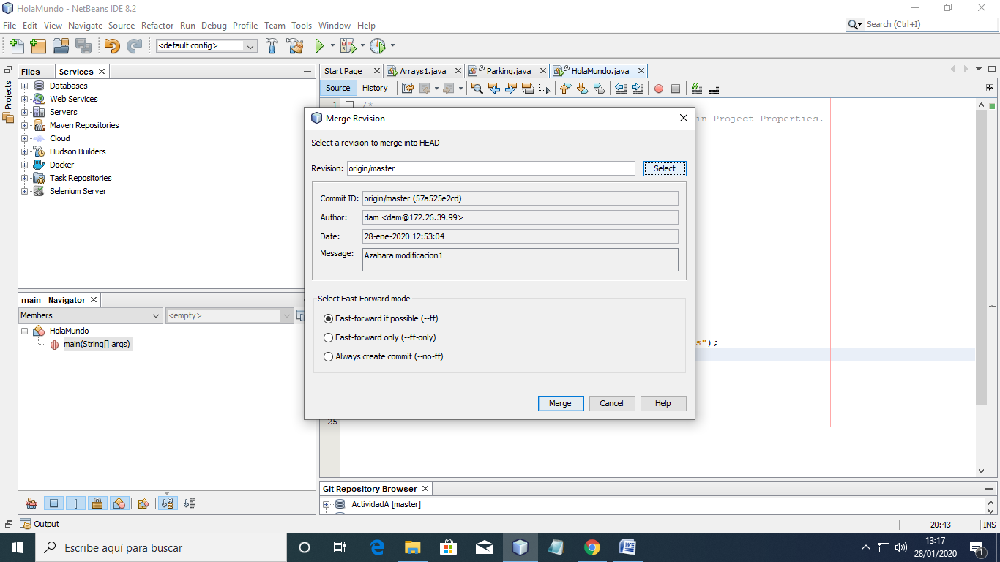 HolaMundo - NetBeans IDE 8.2
File Edit View Navigate Source Refactor Run Debug Profile Team Tools Window Help
Search (Ctrl+I)
<default config>
Projects
Files
Services
Databases
Web Services
Servers
Maven Repositories
Cloud
Hudson Builders
Docker
Task Repositories
Selenium Server
main - Navigator
Members
<empty>
HolaMundo
main(String[] args)
Start Page
Arrays1.java
Parking.java
HolaMundo.java
Source
History
1
/*
in Project Properties.
s");
25
Merge Revision
Select a revision to merge into HEAD
Revision: origin/master
Select
Commit ID: origin/master (57a525e2cd)
Author: dam <dam@172.26.39.99>
Date: 28-ene-2020 12:53:04
Message: Azahara modificacion1
Select Fast-Forward mode
Fast-forward if possible (--ff)
Fast-forward only (--ff-only)
Always create commit (--no-ff)
Merge
Cancel
Help
Git Repository Browser
ActividadA [master]
Output
20:43
INS
Escribe aquí para buscar
13:17
28/01/2020
1